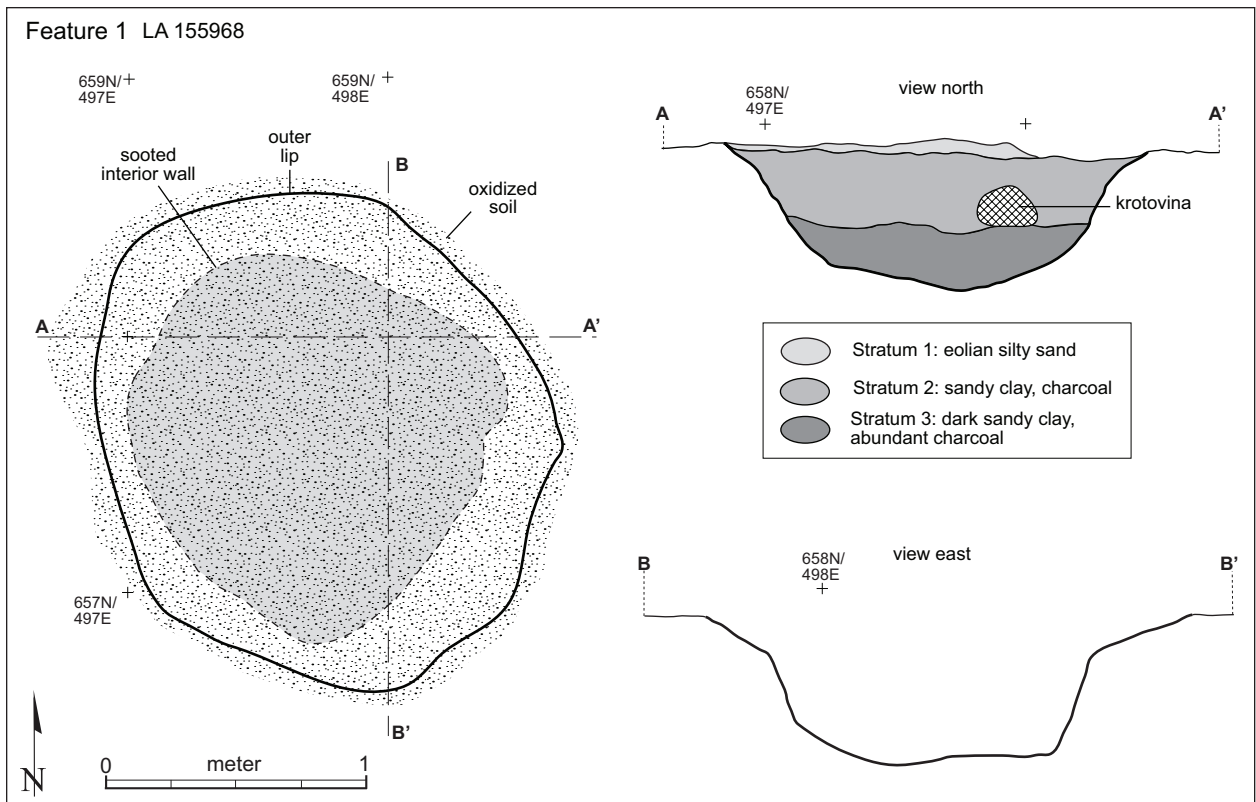 Feature 1 LA 155968
659N/
497E
659N/
498E
outer
lip
sooted
interior wall
B
oxidized
soil
A
A'
657N/
497E
B'
N
0 meter 1
view north
658N/
497E
A
A'
krotovina
Stratum 1: eolian silty sand
Stratum 2: sandy clay, charcoal
Stratum 3: dark sandy clay,
abundant charcoal
view east
658N/
498E
B
B'